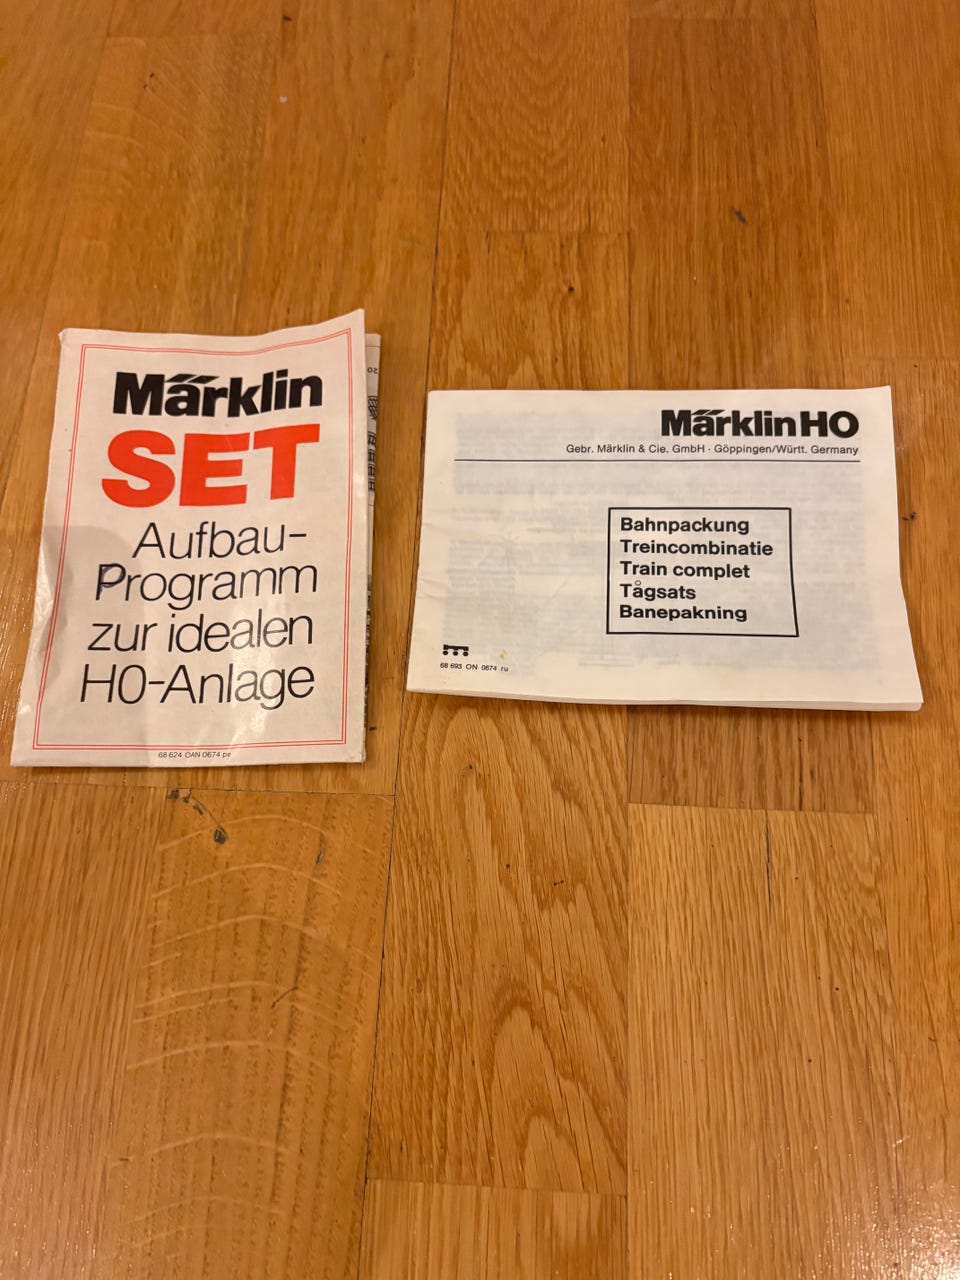 Märklin
SET
Aufbau-
Programm
zur idealen
HO-Anlage
68 624 OAN 0674 pe
MärklinHO
Gebr. Märklin & Cie. GmbH · Göppingen/Württ. Germany
Bahnpackung
Treincombinatie
Train complet
Tågsats
Banepakning
68 693 ON 0674 ru